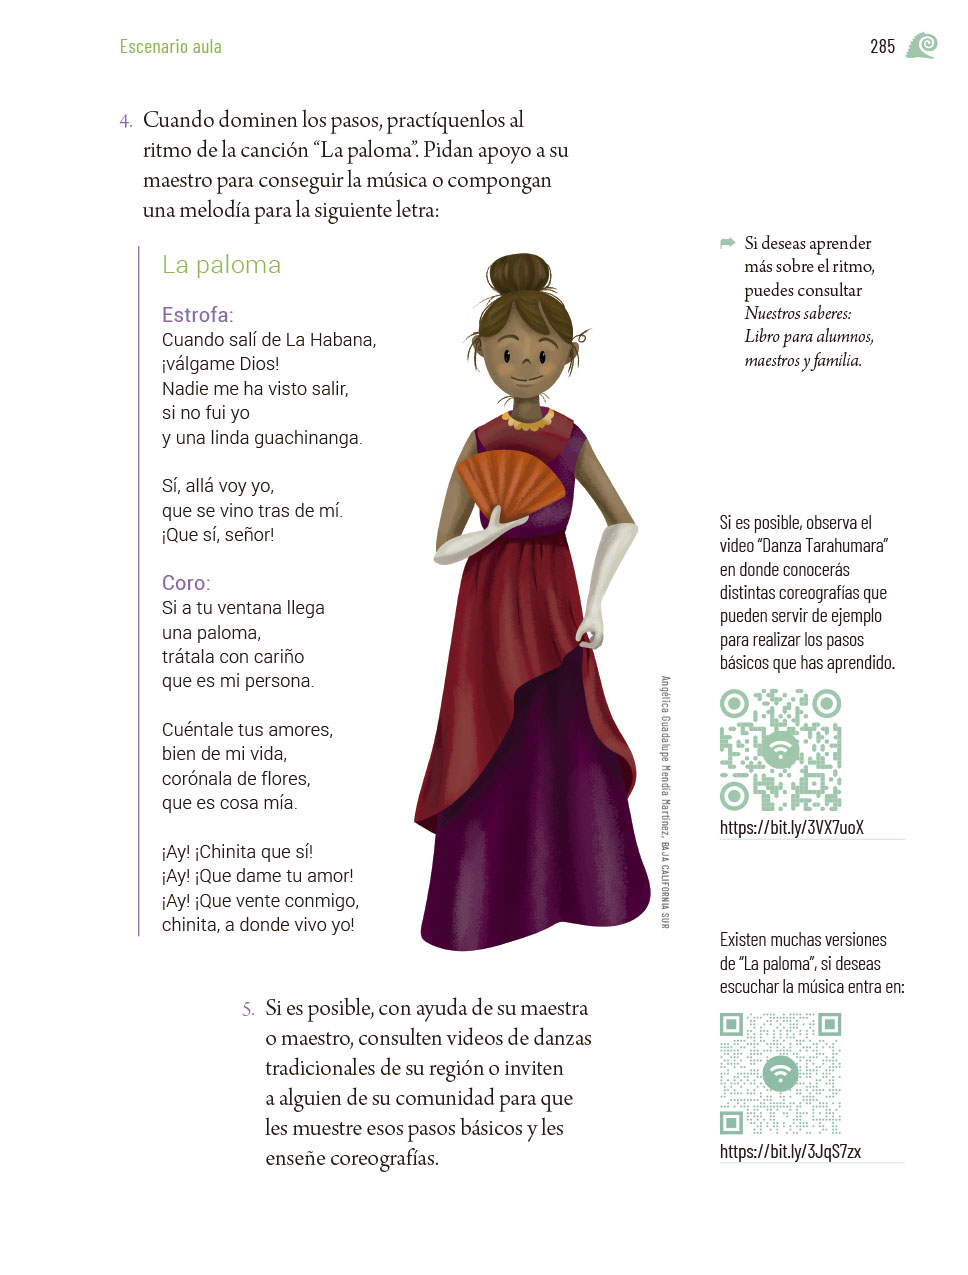 Escenario aula
285
4. Cuando dominen los pasos, practíquenlos al
ritmo de la canción “La paloma”. Pidan apoyo a su
maestro para conseguir la música o compongan
una melodía para la siguiente letra:
La paloma
Estrofa:
Cuando salí de La Habana,
¡válgame Dios!
Nadie me ha visto salir,
si no fui yo
y una linda guachinanga.
Sí, allá voy yo,
que se vino tras de mí.
¡Que sí, señor!
Coro:
Si a tu ventana llega
una paloma,
trátala con cariño
que es mi persona.
Cuéntale tus amores,
bien de mi vida,
corónala de flores,
que es cosa mía.
¡Ay! ¡Chinita que sí!
¡Ay! ¡Que dame tu amor!
¡Ay! ¡Que vente conmigo,
chinita, a donde vivo yo!
Angélica Guadalupe Mendía Martínez, BAJA CALIFORNIA SUR
5. Si es posible, con ayuda de su maestra
o maestro, consulten videos de danzas
tradicionales de su región o inviten
a alguien de su comunidad para que
les muestre esos pasos básicos y les
enseñe coreografías.
Si deseas aprender
más sobre el ritmo,
puedes consultar
Nuestros saberes:
Libro para alumnos,
maestros y familia.
Si es posible, observa el
video “Danza Tarahumara”
en donde conocerás
distintas coreografías que
pueden servir de ejemplo
para realizar los pasos
básicos que has aprendido.
https://bit.ly/3VX7uoX
Existen muchas versiones
de “La paloma”, si deseas
escuchar la música entra en:
https://bit.ly/3JqS7zx